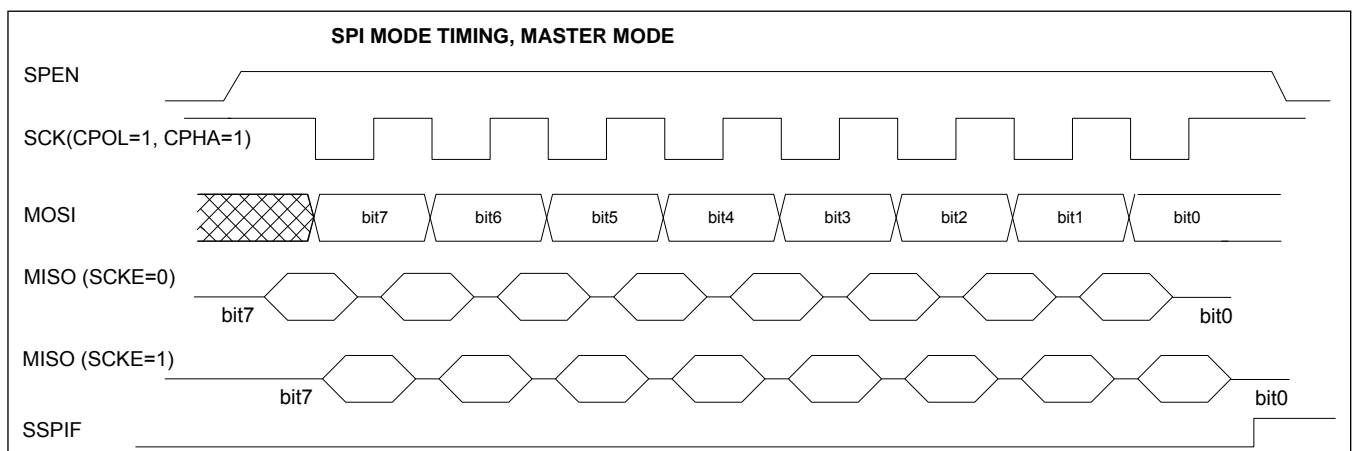 SPI MODE TIMING, MASTER MODE
SPEN
SCK(CPOL=1, CPHA=1)
MOSI
bit7 bit6 bit5 bit4 bit3 bit2 bit1 bit0
MISO (SCKE=0)
bit7 bit0
MISO (SCKE=1)
bit7 bit0
SSPIF